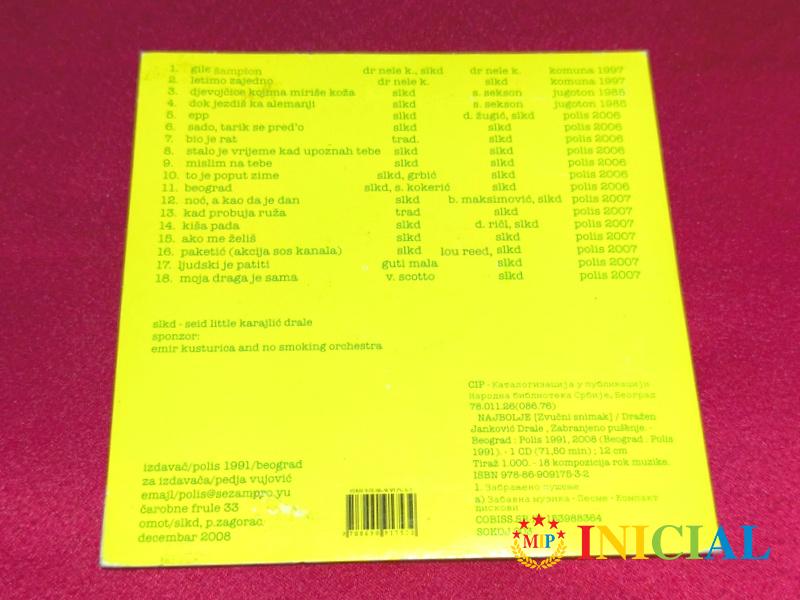 1. gile šampion dr nele k., slkd dr nele k. komuna 1997
2. letimo zajedno dr nele k. slkd komuna 1997
3. djevojčice kojima miriše koža slkd s. sekson jugoton 1985
4. dok jezdiš ka alemanji slkd s. sekson jugoton 1985
5. epp slkd d. žugić, slkd polis 2006
6. sado, tarik se pred'o slkd slkd polis 2006
7. bio je rat trad. slkd polis 2006
8. stalo je vrijeme kad upoznah tebe slkd slkd polis 2006
9. mislim na tebe slkd slkd polis 2006
10. to je poput zime slkd, grbić slkd polis 2006
11. beograd slkd, s. kokerić slkd polis 2006
12. noć, a kao da je dan slkd b. maksimović, slkd polis 2007
13. kad probuja ruža trad slkd polis 2007
14. kiša pada slkd d. riči, slkd polis 2007
15. ako me želiš slkd slkd polis 2007
16. paketić (akcija sos kanala) slkd lou reed, slkd polis 2007
17. ljudski je patiti guti mala slkd polis 2007
18. moja draga je sama v. scotto slkd polis 2007
slkd - seid little karajlić drale
sponzor:
emir kusturica and no smoking orchestra
CIP - Каталогизација у публикацији
Народна библиотека Србије, Београд
78.011.26(086.76)
NAJBOLJE [Zvučni snimak] / Dražen
Janković Drale , Zabranjeno pušenje. -
Beograd : Polis 1991, 2008 (Beograd : Polis
1991). - 1 CD (71,50 min) ; 12 cm
Tiraž 1.000. - 18 kompozicija rok muzike.
ISBN 978-86-909175-3-2
1. Забрањено пушење
a) Забавна музика - Песме - Компакт
дискови
COBISS.SR
izdavač/polis 1991/beograd
za izdavača/pedja vujović
emajl/polis@sezampro.yu
čarobne frule 33
omot/slkd, p.zagorac
decembar 2008
MIP INICIAL